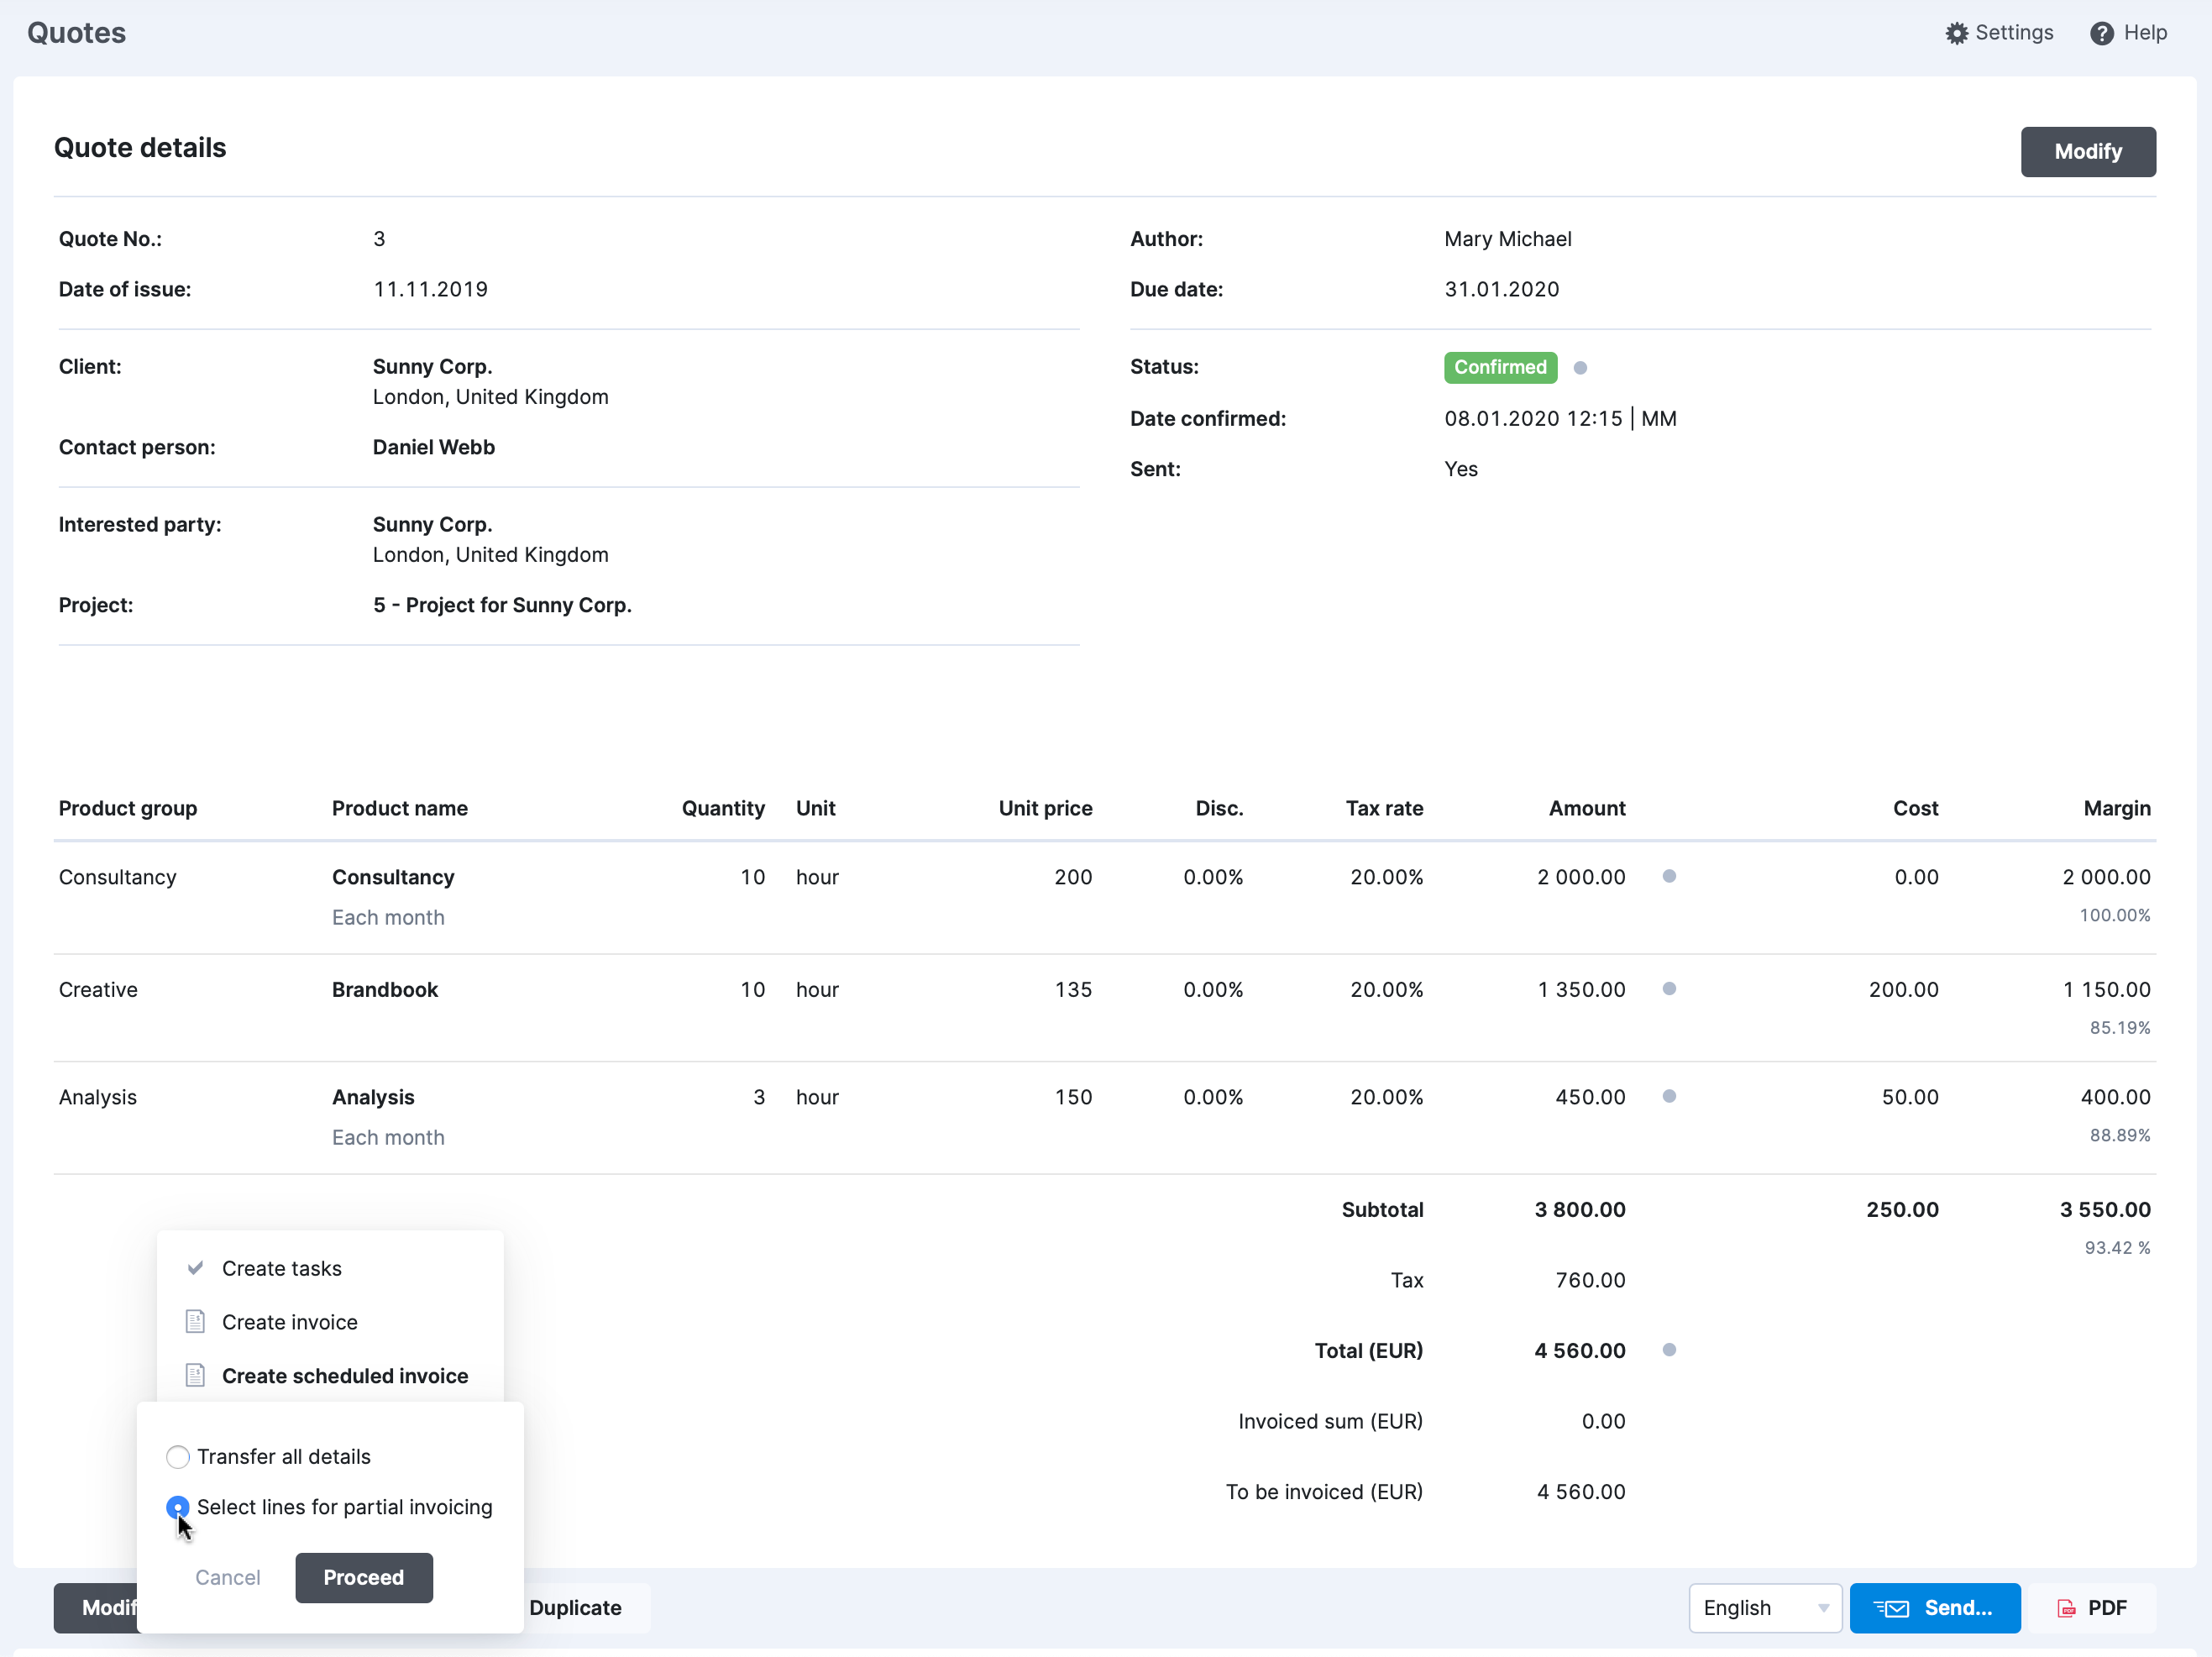 Quotes
Settings
Help
Quote details
Modify
Quote No.: 3
Date of issue: 11.11.2019
Author: Mary Michael
Due date: 31.01.2020
Client: Sunny Corp.
London, United Kingdom
Contact person: Daniel Webb
Status: Confirmed
Date confirmed: 08.01.2020 12:15 | MM
Sent: Yes
Interested party: Sunny Corp.
London, United Kingdom
Project: 5 - Project for Sunny Corp.
Product group Product name Quantity Unit Unit price Disc. Tax rate Amount Cost Margin
Consultancy Consultancy 10 hour 200 0.00% 20.00% 2 000.00 0.00 2 000.00
Each month 100.00%
Creative Brandbook 10 hour 135 0.00% 20.00% 1 350.00 200.00 1 150.00
85.19%
Analysis Analysis 3 hour 150 0.00% 20.00% 450.00 50.00 400.00
Each month 88.89%
Subtotal 3 800.00 250.00 3 550.00
93.42 %
Tax 760.00
Total (EUR) 4 560.00
Invoiced sum (EUR) 0.00
To be invoiced (EUR) 4 560.00
Create tasks
Create invoice
Create scheduled invoice
Transfer all details
Select lines for partial invoicing
Cancel
Proceed
Modif
Duplicate
English
Send...
PDF